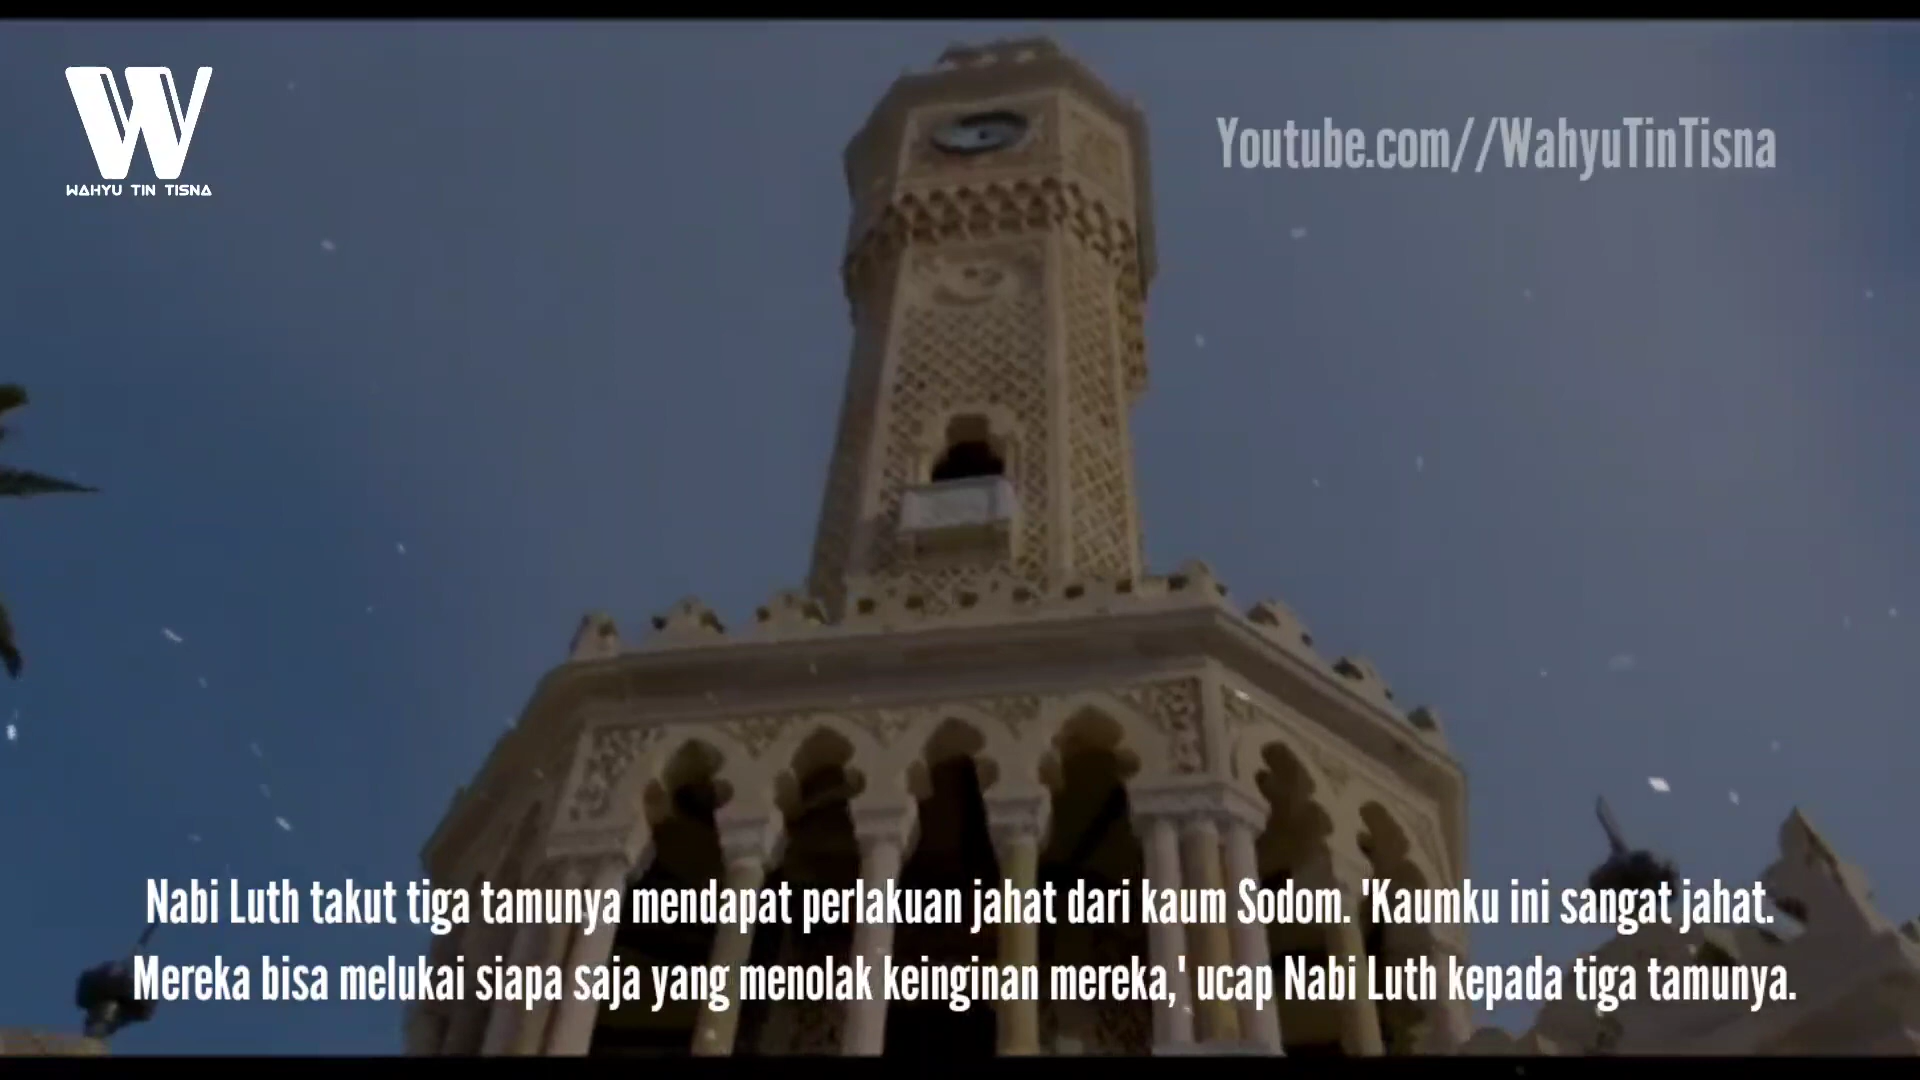 W
WAHYU TIN TISNA
Youtube.com//WahyuTinTisna
Nabi Luth takut tiga tamunya mendapat perlakuan jahat dari kaum Sodom. "Kaumku ini sangat jahat.
Mereka bisa melukai siapa saja yang menolak keinginan mereka," ucap Nabi Luth kepada tiga tamunya.